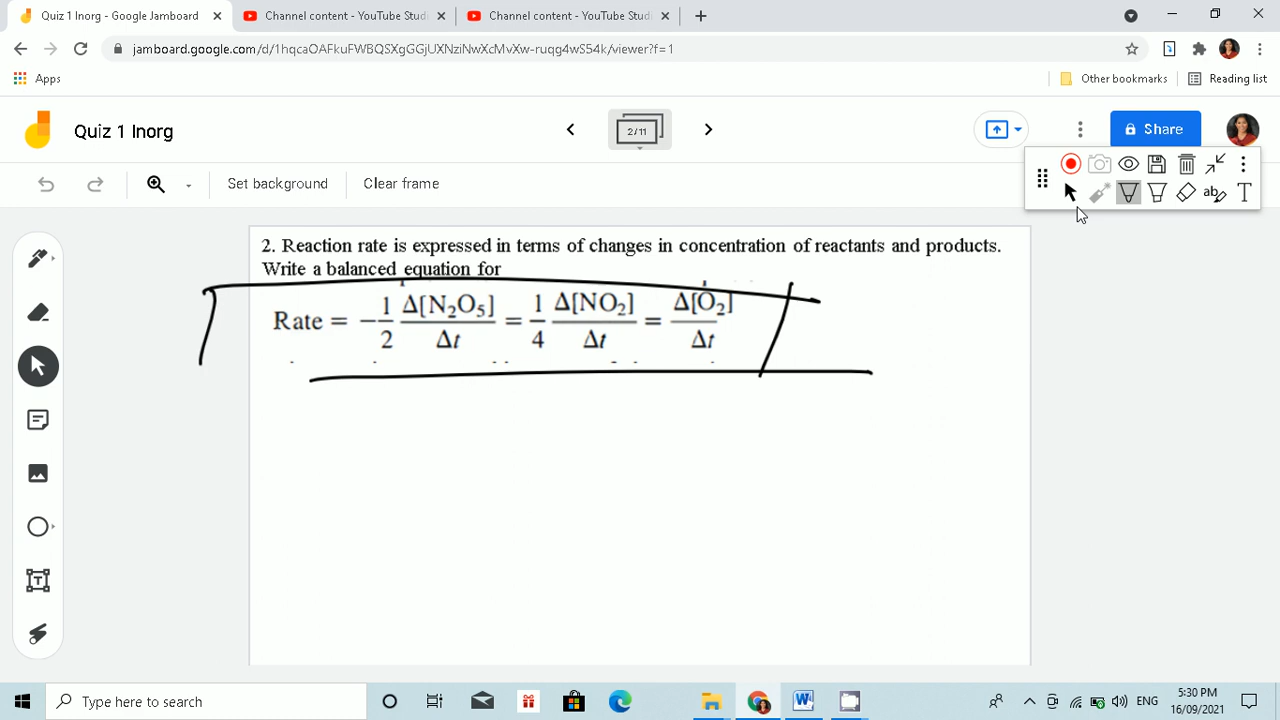 Quiz 1 Inorg - Google Jamboard
Channel content - YouTube Stud
Channel content - YouTube Stud
jamboard.google.com/d/1hqcaOAFkuFWBQSXgGGjUXNziNwXcMvXw-ruqg4wS54k/viewer?f=1
Apps
Other bookmarks
Reading list
Quiz 1 Inorg
2/11
Share
Set background
Clear frame
2. Reaction rate is expressed in terms of changes in concentration of reactants and products.
Write a balanced equation for
Rate = −1/2 Δ[N₂O₅]/Δt = 1/4 Δ[NO₂]/Δt = Δ[O₂]/Δt
Type here to search
ENG
5:30 PM
16/09/2021